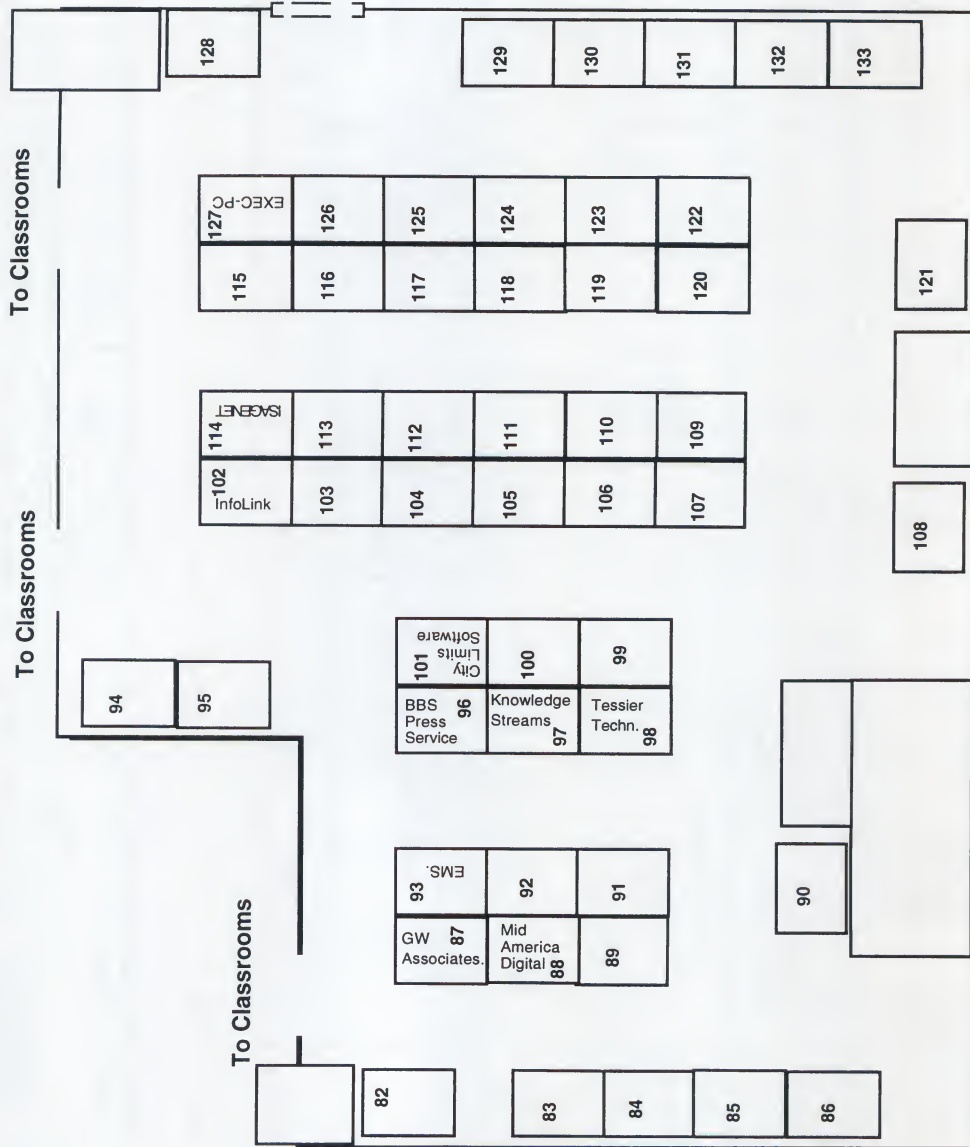 To Classrooms
128
129
130
131
132
133
127
EXEC-PC
126
125
124
123
122
115
116
117
118
119
120
121
To Classrooms
114
ISAGENET
113
112
111
110
109
102
InfoLink
103
104
105
106
107
108
94
95
101
City
Limits
Software
100
99
BBS 96
Press
Service
Knowledge
Streams 97
Tessier
Techn. 98
To Classrooms
93
EMS.
92
91
90
GW 87
Associates.
Mid
America
Digital 88
89
82
83
84
85
86